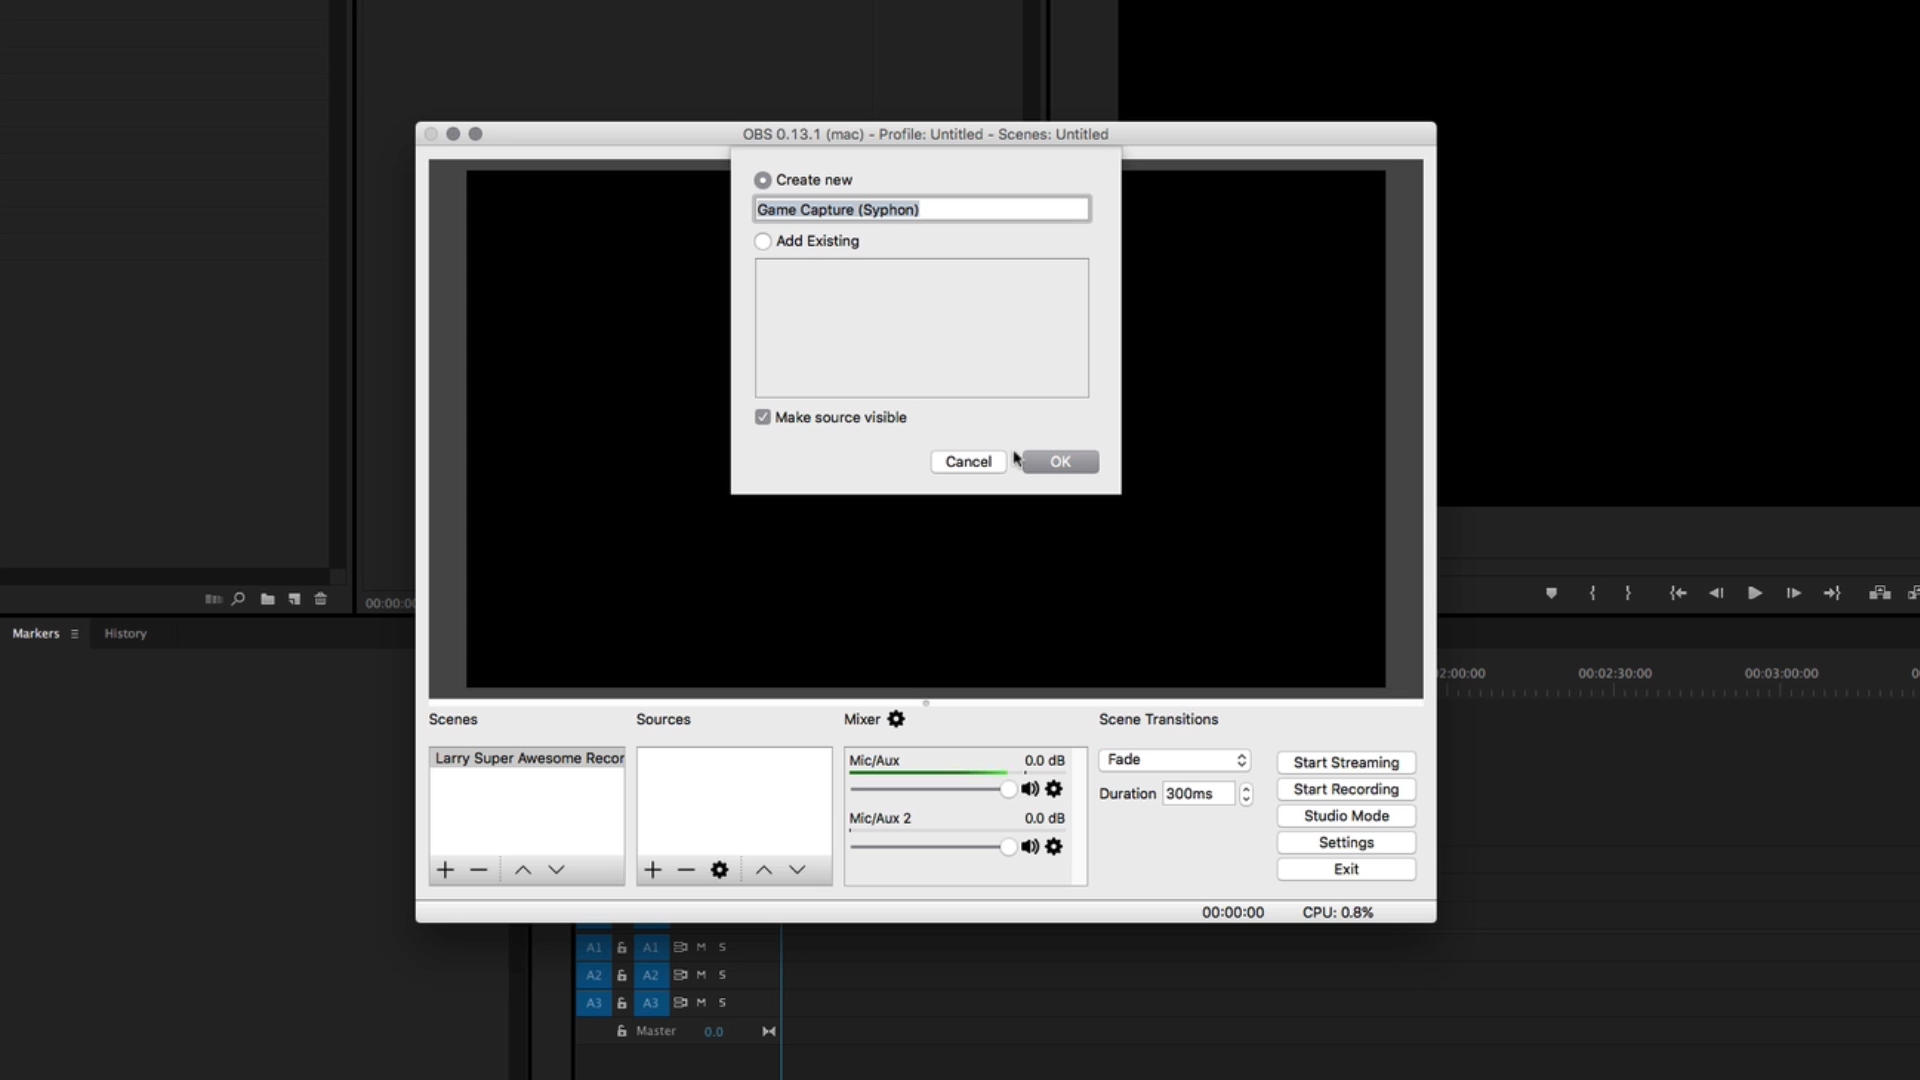 OBS 0.13.1 (mac) - Profile: Untitled - Scenes: Untitled
Create new
Game Capture (Syphon)
Add Existing
Make source visible
Cancel
OK
00:00:00
Markers
History
2:00:00
00:02:30:00
00:03:00:00
Scenes
Sources
Mixer
Scene Transitions
Larry Super Awesome Recor
Mic/Aux
0.0 dB
Mic/Aux 2
0.0 dB
Fade
Duration
300ms
Start Streaming
Start Recording
Studio Mode
Settings
Exit
00:00:00
CPU: 0.8%
A1 A1 M S
A2 A2 M S
A3 A3 M S
Master 0.0